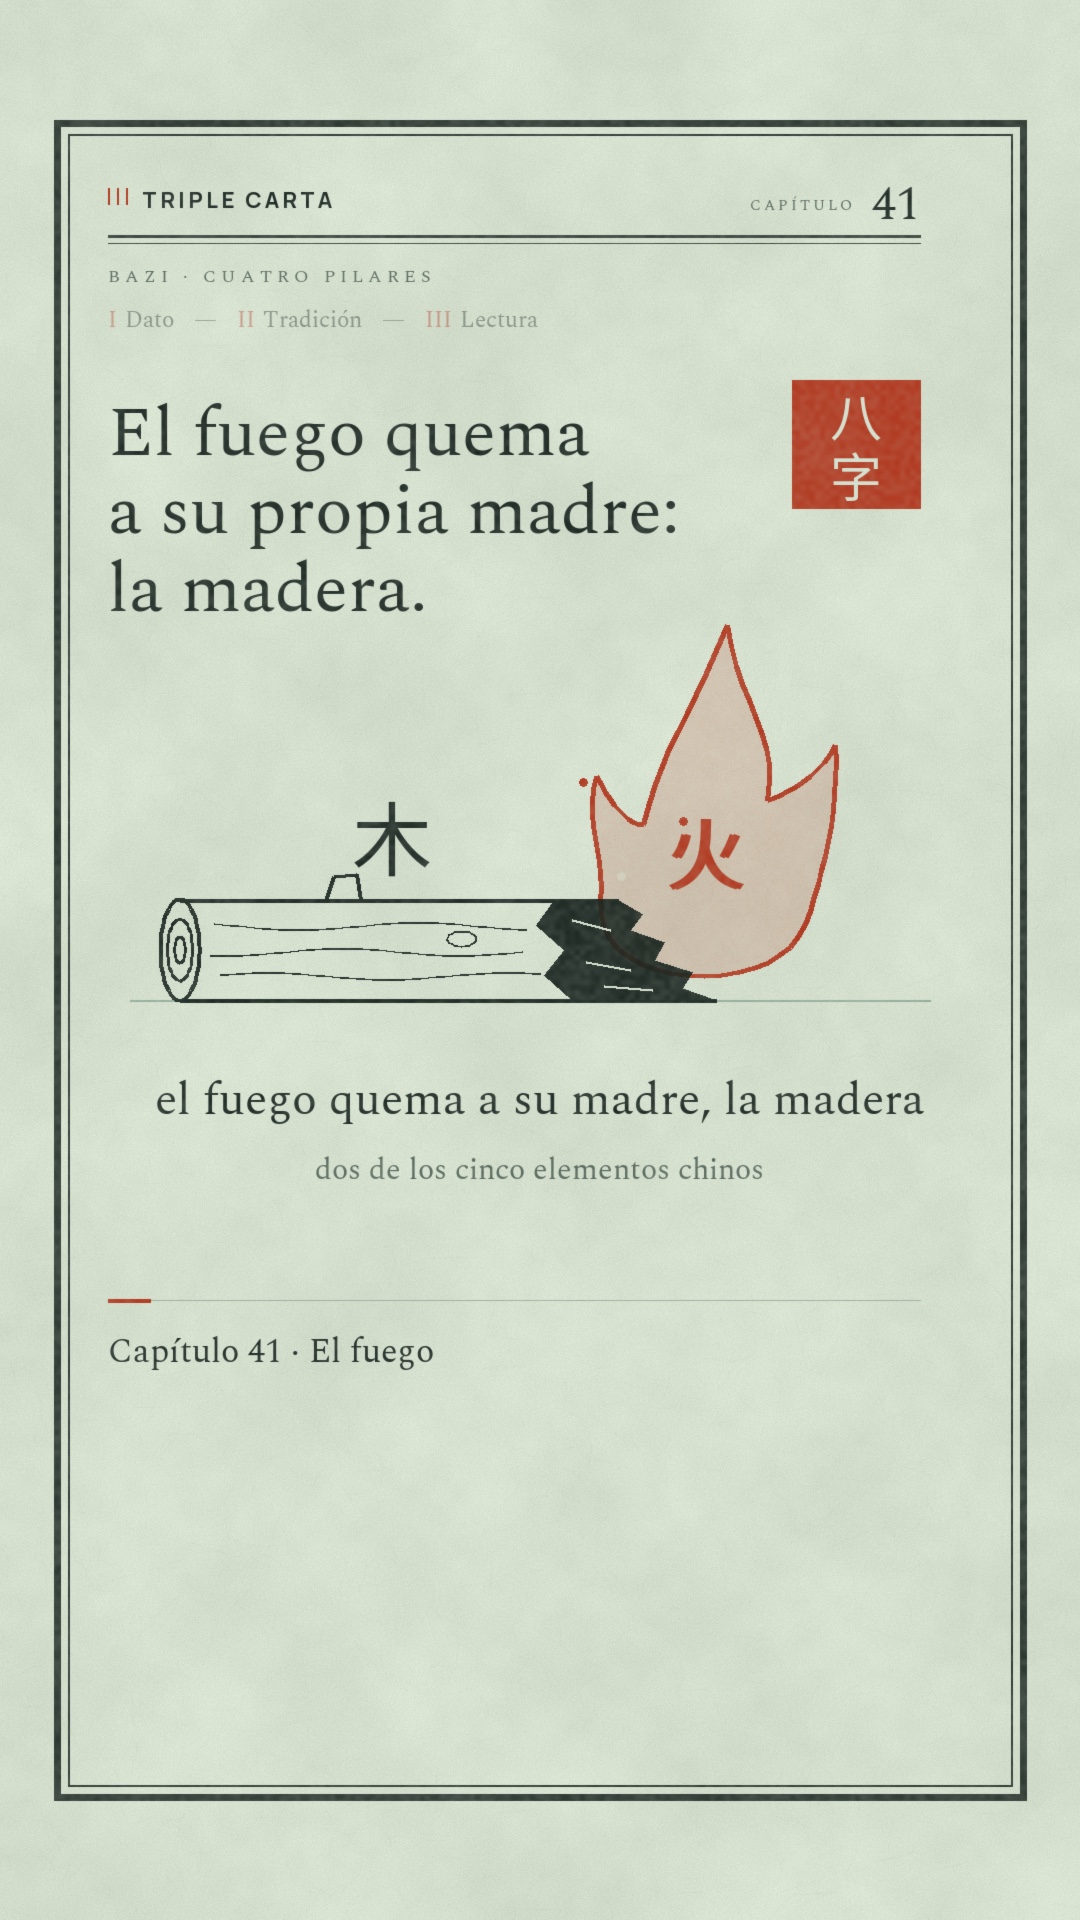 TRIPLE CARTA
CAPÍTULO 41
BAZI · CUATRO PILARES
I Dato — II Tradición — III Lectura
El fuego quema
a su propia madre:
la madera.
八
字
木
火
el fuego quema a su madre, la madera
dos de los cinco elementos chinos
Capítulo 41 · El fuego